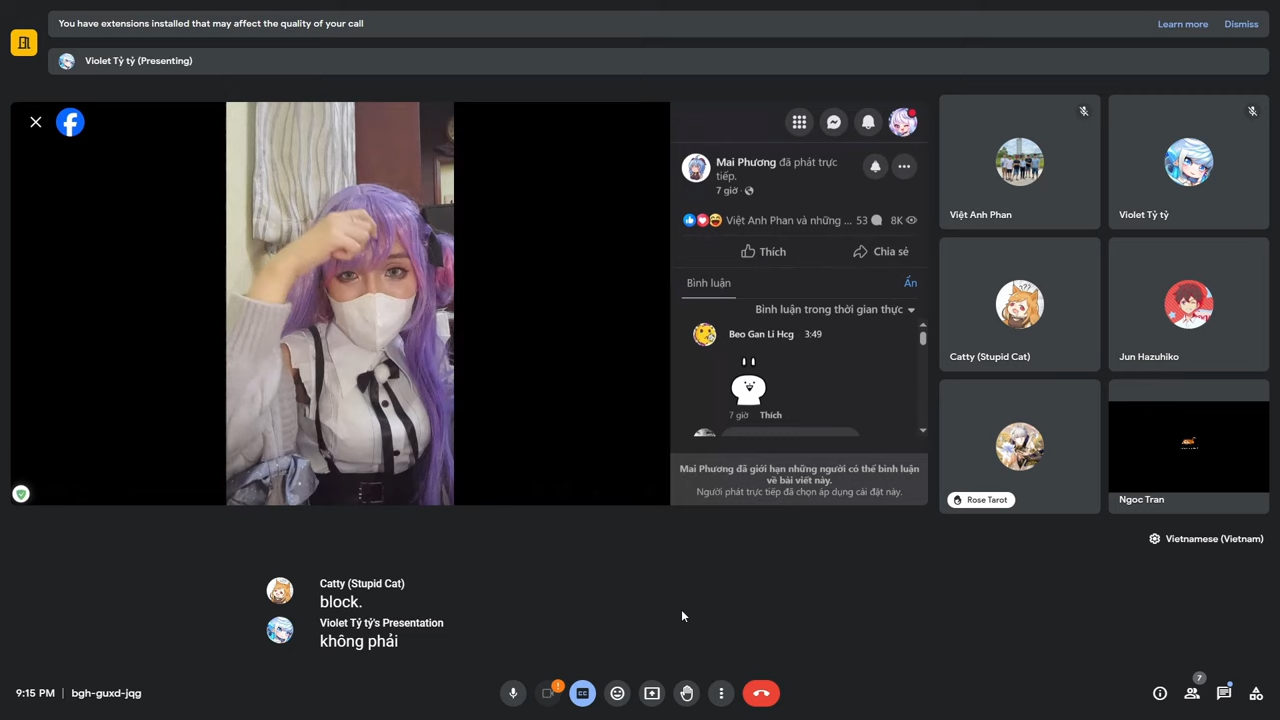 You have extensions installed that may affect the quality of your call
Learn more
Dismiss
Violet Tỷ tỷ (Presenting)
Mai Phương đã phát trực
tiếp.
7 giờ
Việt Anh Phan và những ... 53
8K
Thích
Chia sẻ
Bình luận
Ẩn
Bình luận trong thời gian thực
Beo Gan Li Hcg 3:49
7 giờ Thích
Mai Phương đã giới hạn những người có thể bình luận
về bài viết này.
Người phát trực tiếp đã chọn áp dụng cài đặt này.
Việt Anh Phan
Violet Tỷ tỷ
Catty (Stupid Cat)
Jun Hazuhiko
Rose Tarot
Ngoc Tran
Vietnamese (Vietnam)
Catty (Stupid Cat)
block.
Violet Tỷ tỷ's Presentation
không phải
9:15 PM
bgh-guxd-jqg
CC
7